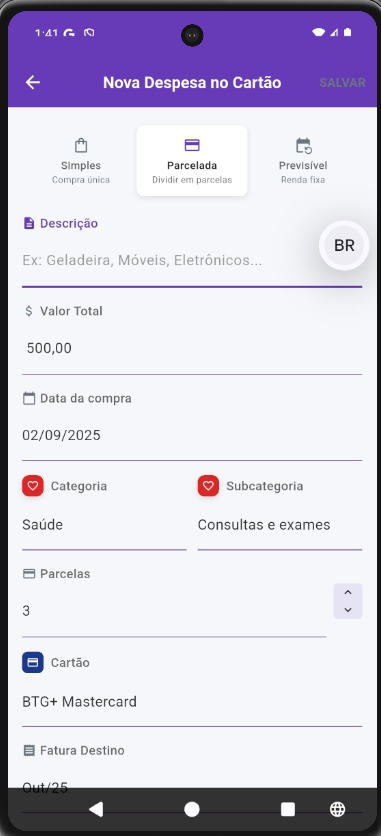 1:41
Nova Despesa no Cartão
SALVAR
Simples
Compra única
Parcelada
Dividir em parcelas
Previsível
Renda fixa
Descrição
BR
Ex: Geladeira, Móveis, Eletrônicos...
$ Valor Total
500,00
Data da compra
02/09/2025
Categoria
Subcategoria
Saúde
Consultas e exames
Parcelas
3
Cartão
BTG+ Mastercard
Fatura Destino
Out/25